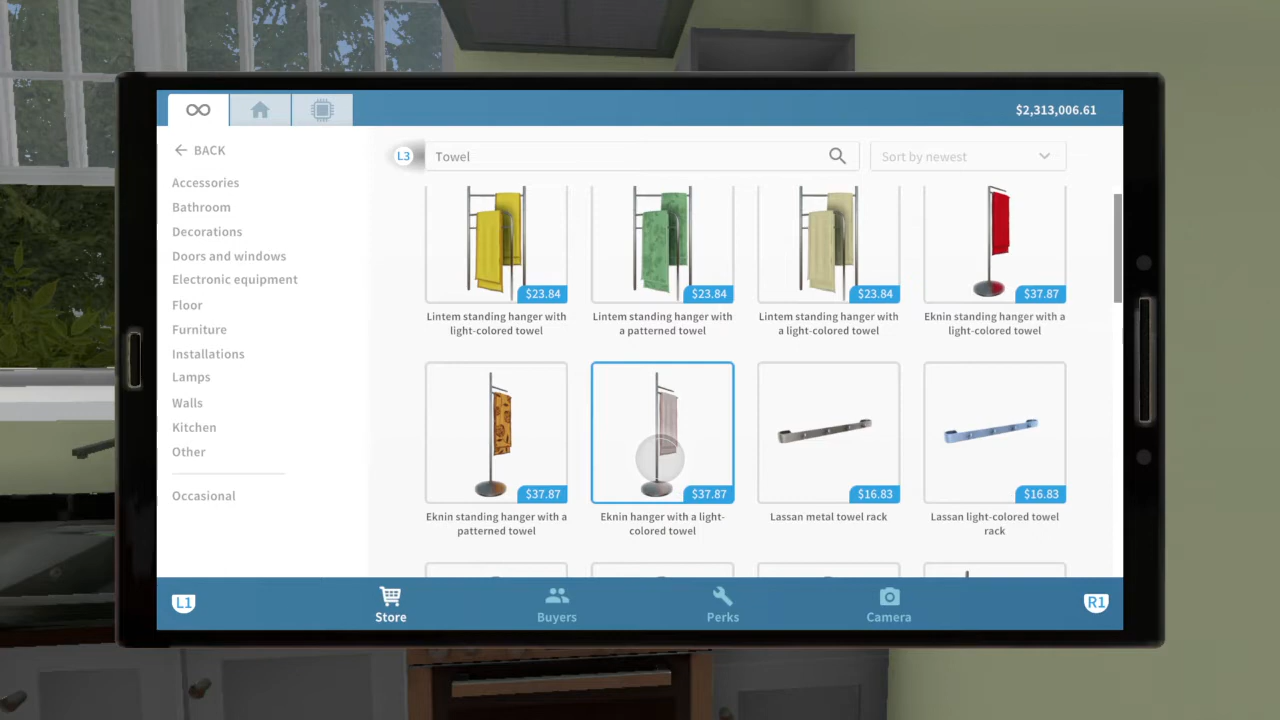 $2,313,006.61
BACK
L3
Towel
Sort by newest
Accessories
Bathroom
Decorations
Doors and windows
Electronic equipment
Floor
Furniture
Installations
Lamps
Walls
Kitchen
Other
Occasional
$23.84
$23.84
$23.84
$37.87
Lintem standing hanger with
light-colored towel
Lintem standing hanger with
a patterned towel
Lintem standing hanger with
a light-colored towel
Eknin standing hanger with a
light-colored towel
$37.87
$37.87
$16.83
$16.83
Eknin standing hanger with a
patterned towel
Eknin hanger with a light-
colored towel
Lassan metal towel rack
Lassan light-colored towel
rack
L1
Store
Buyers
Perks
Camera
R1